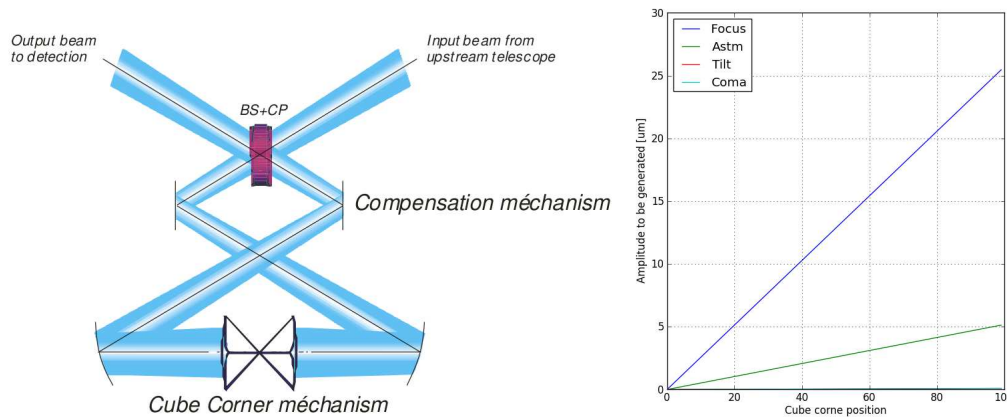 Output beam
to detection
Input beam from
upstream telescope
BS+CP
Compensation méchanism
Cube Corner méchanism
30
25
20
15
10
5
0
Amplitude to be generated [um]
Focus
Astm
Tilt
Coma
0 20 40 60 80 100
Cube corne position